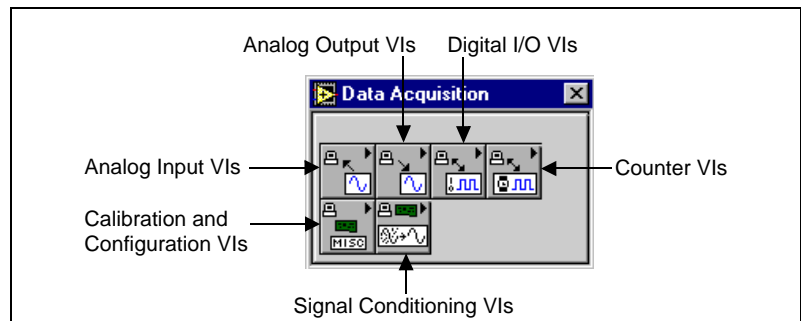 Analog Output VIs
Digital I/O VIs
Data Acquisition
Analog Input VIs
Counter VIs
Calibration and
Configuration VIs
MISC
Signal Conditioning VIs